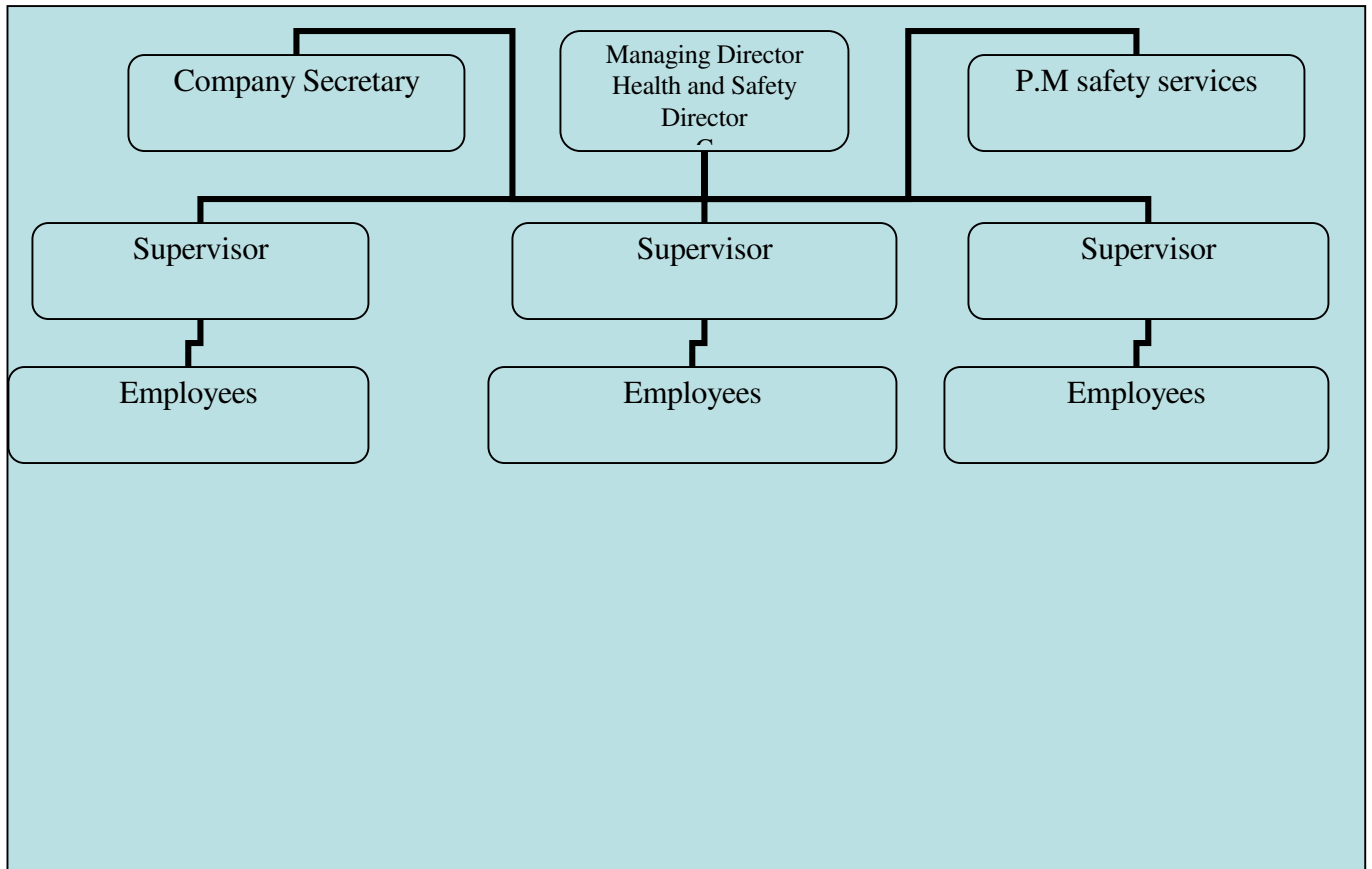 Company Secretary
Managing Director
Health and Safety
Director
P.M safety services
Supervisor
Supervisor
Supervisor
Employees
Employees
Employees